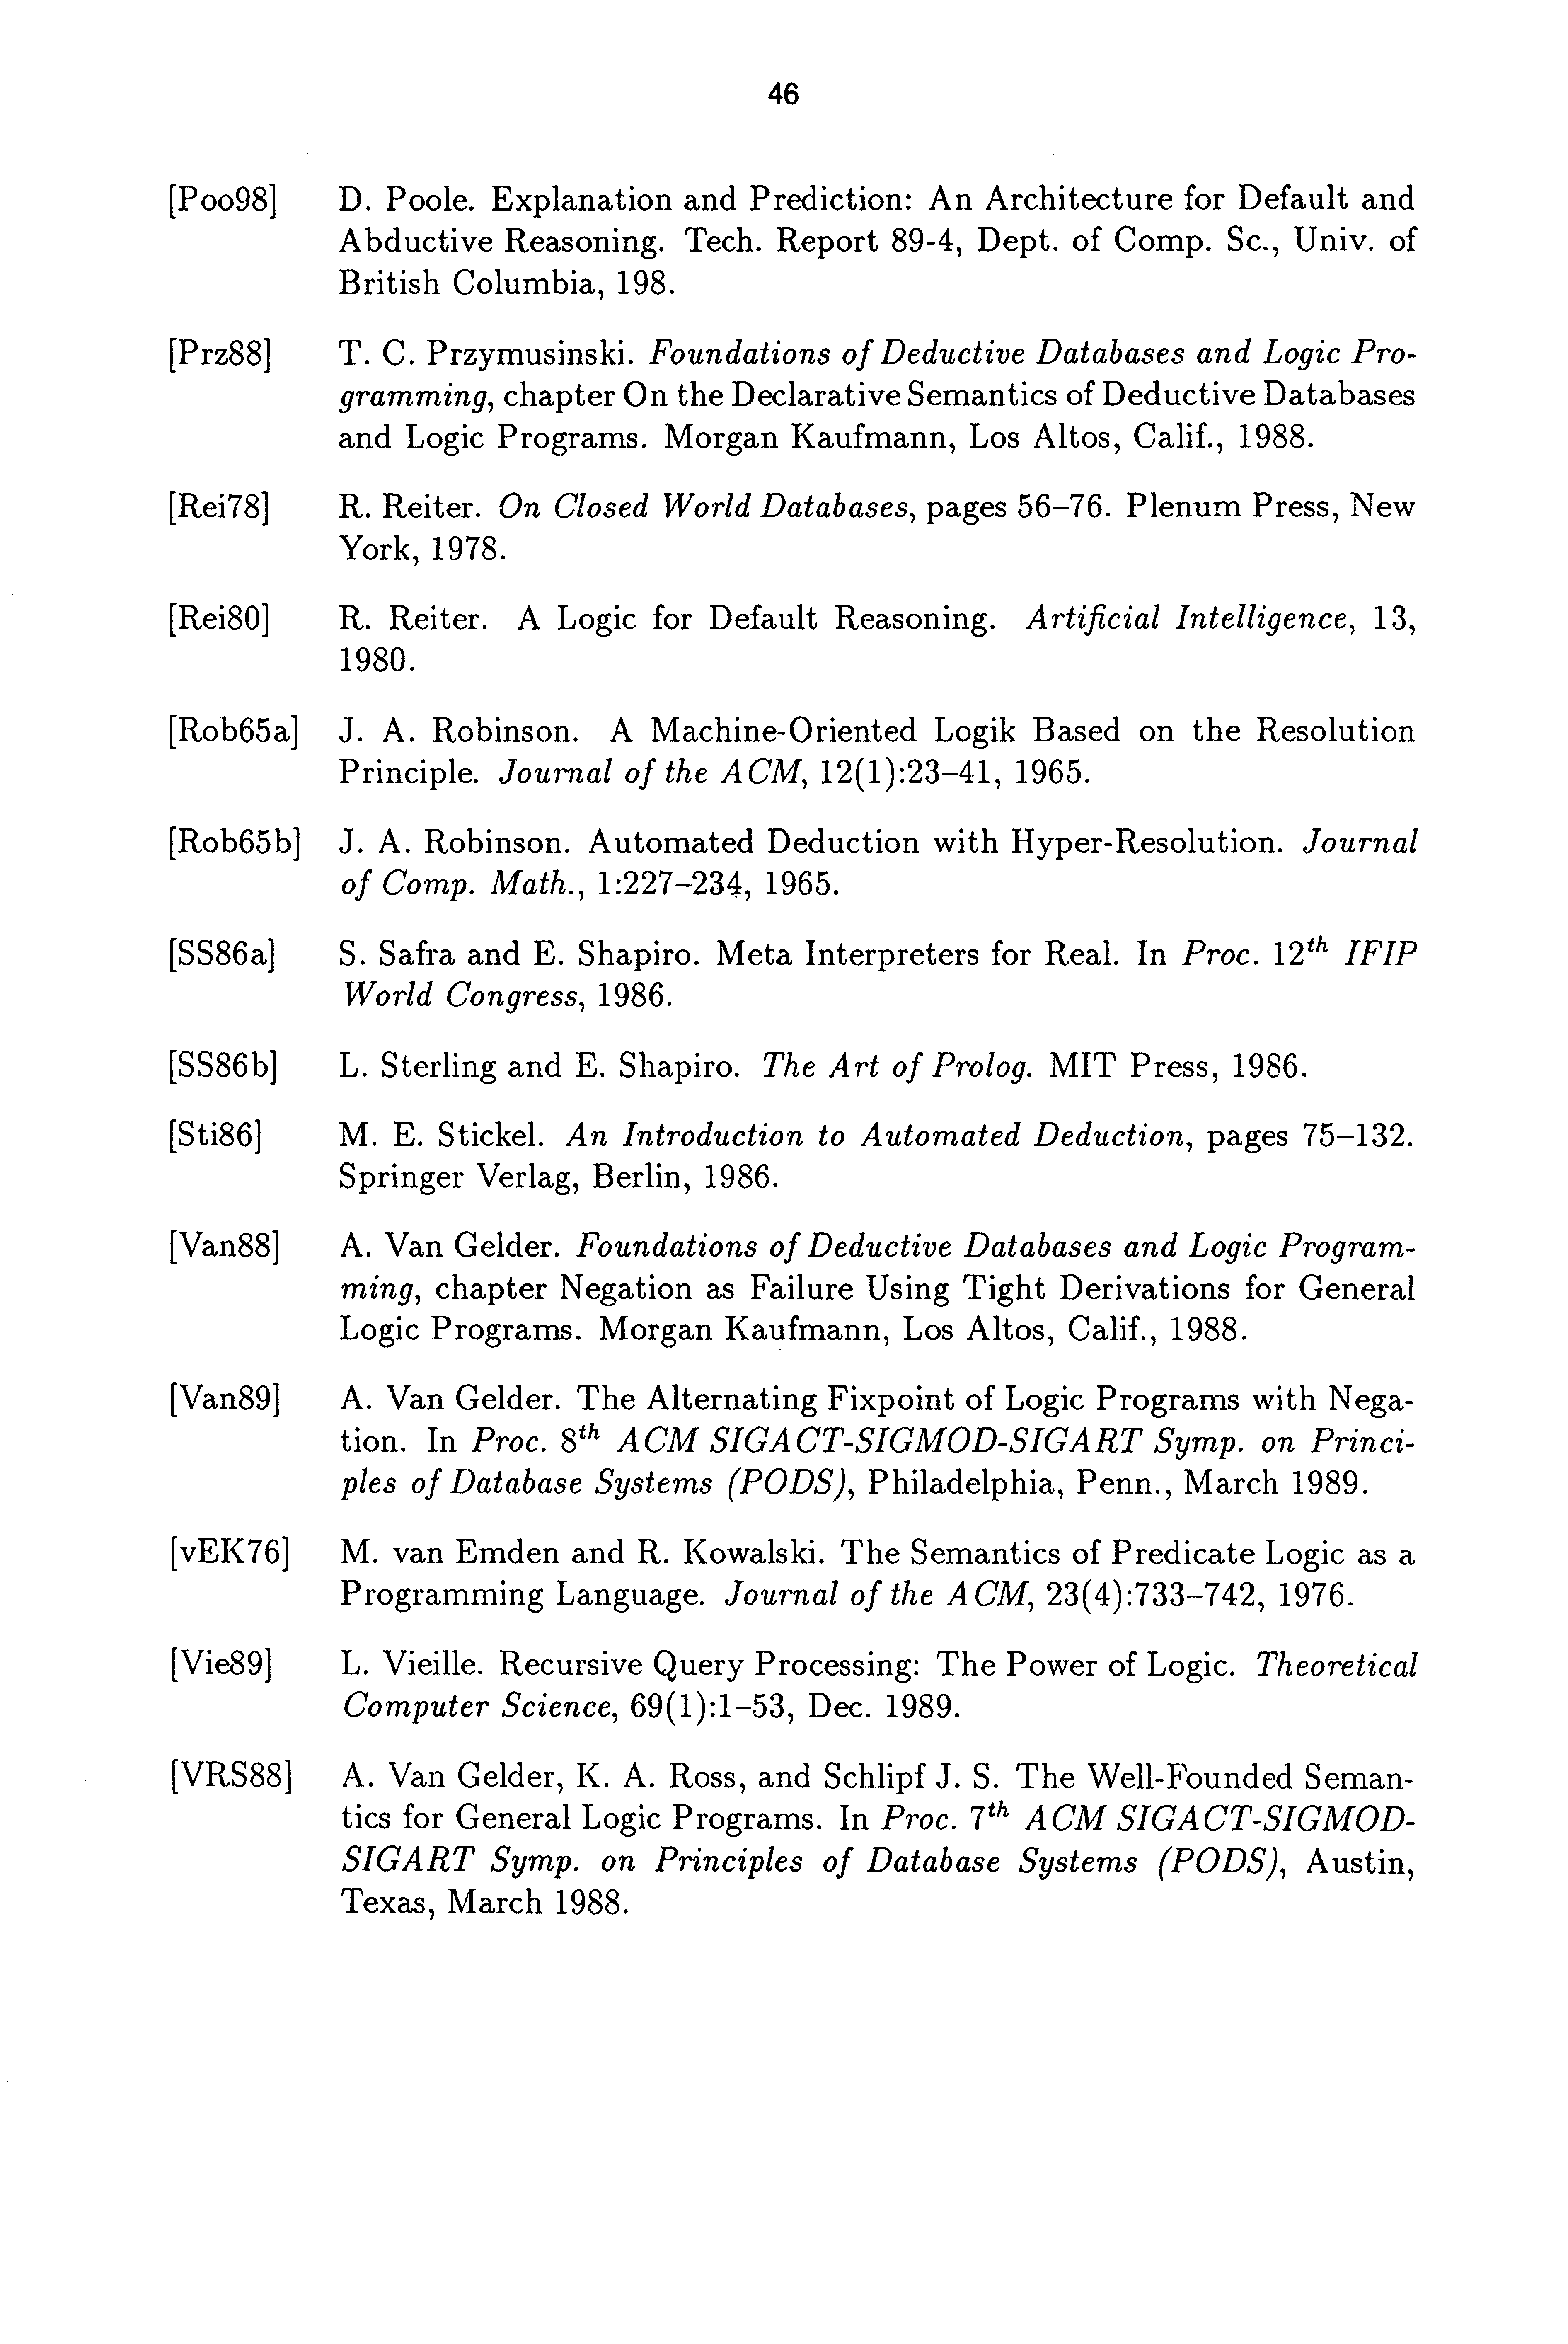 46
[Poo98] D. Poole. Explanation and Prediction: An Architecture for Default and
Abductive Reasoning. Tech. Report 89-4, Dept. of Comp. Sc., Univ. of
British Columbia, 198.
[Prz88] T. C. Przymusinski. Foundations of Deductive Databases and Logic Pro-
gramming, chapter On the Declarative Semantics of Deductive Databases
and Logic Programs. Morgan Kaufmann, Los Altos, Calif., 1988.
[Rei78] R. Reiter. On Closed World Databases, pages 56–76. Plenum Press, New
York, 1978.
[Rei80] R. Reiter. A Logic for Default Reasoning. Artificial Intelligence, 13,
1980.
[Rob65a] J. A. Robinson. A Machine-Oriented Logik Based on the Resolution
Principle. Journal of the ACM, 12(1):23–41, 1965.
[Rob65b] J. A. Robinson. Automated Deduction with Hyper-Resolution. Journal
of Comp. Math., 1:227–234, 1965.
[SS86a] S. Safra and E. Shapiro. Meta Interpreters for Real. In Proc. 12th IFIP
World Congress, 1986.
[SS86b] L. Sterling and E. Shapiro. The Art of Prolog. MIT Press, 1986.
[Sti86] M. E. Stickel. An Introduction to Automated Deduction, pages 75–132.
Springer Verlag, Berlin, 1986.
[Van88] A. Van Gelder. Foundations of Deductive Databases and Logic Program-
ming, chapter Negation as Failure Using Tight Derivations for General
Logic Programs. Morgan Kaufmann, Los Altos, Calif., 1988.
[Van89] A. Van Gelder. The Alternating Fixpoint of Logic Programs with Nega-
tion. In Proc. 8th ACM SIGACT-SIGMOD-SIGART Symp. on Princi-
ples of Database Systems (PODS), Philadelphia, Penn., March 1989.
[vEK76] M. van Emden and R. Kowalski. The Semantics of Predicate Logic as a
Programming Language. Journal of the ACM, 23(4):733–742, 1976.
[Vie89] L. Vieille. Recursive Query Processing: The Power of Logic. Theoretical
Computer Science, 69(1):1–53, Dec. 1989.
[VRS88] A. Van Gelder, K. A. Ross, and Schlipf J. S. The Well-Founded Seman-
tics for General Logic Programs. In Proc. 7th ACM SIGACT-SIGMOD-
SIGART Symp. on Principles of Database Systems (PODS), Austin,
Texas, March 1988.